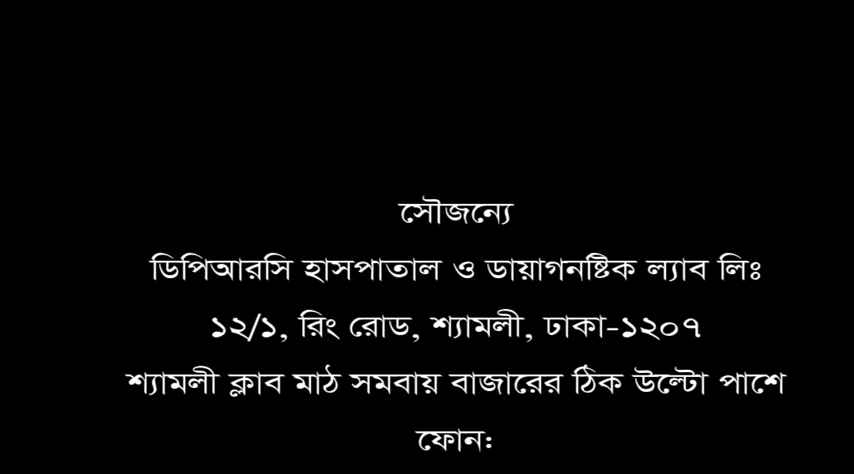 সৌজন্যে
ডিপিআরসি হাসপাতাল ও ডায়াগনষ্টিক ল্যাব লিঃ
১২/১, রিং রোড, শ্যামলী, ঢাকা-১২০৭
শ্যামলী ক্লাব মাঠ সমবায় বাজারের ঠিক উল্টো পাশে
ফোন: